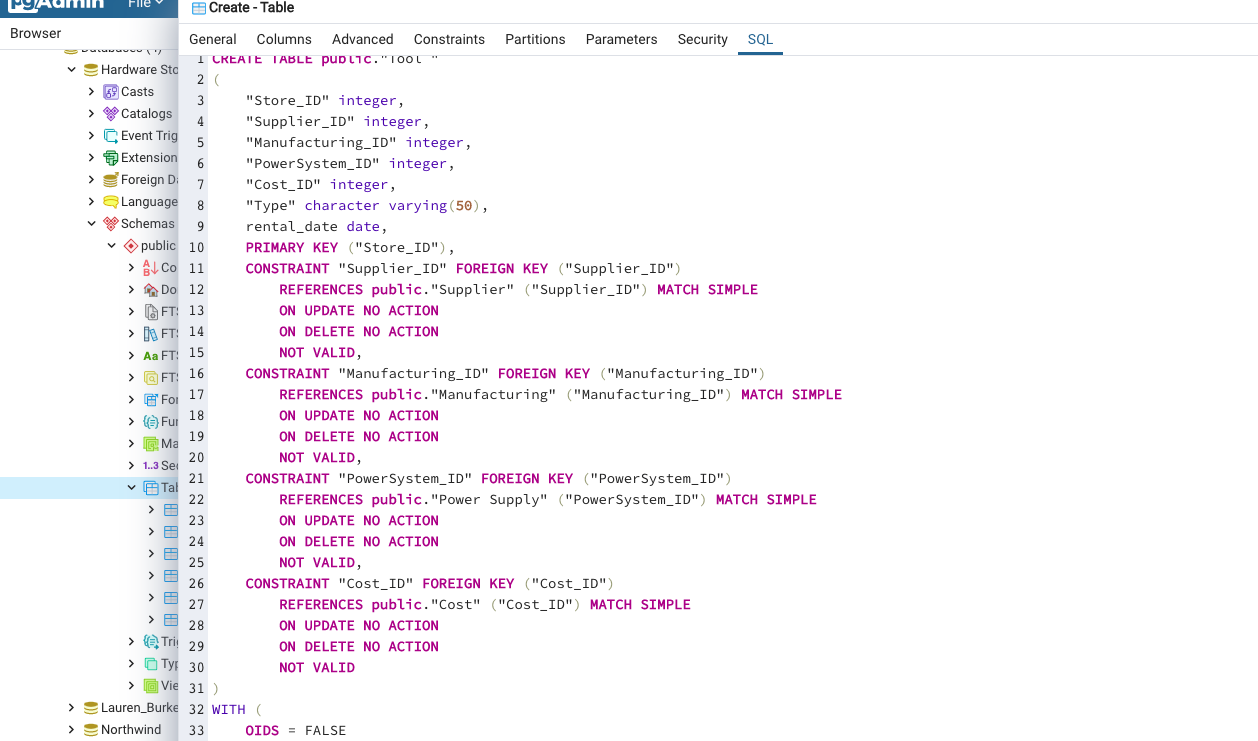 pgAdmin
File
Create - Table
Browser
General Columns Advanced Constraints Partitions Parameters Security SQL
Databases (4)
Hardware Sto
Casts
Catalogs
Event Trig
Extension
Foreign Da
Language
Schemas
public
Co
Do
FTS
FTS
Aa FTS
FTS
For
Fun
Ma
1..3 Sec
Tab
Trig
Typ
Vie
Lauren_Burke
Northwind
1 CREATE TABLE public."Tool "
2 (
3 "Store_ID" integer,
4 "Supplier_ID" integer,
5 "Manufacturing_ID" integer,
6 "PowerSystem_ID" integer,
7 "Cost_ID" integer,
8 "Type" character varying(50),
9 rental_date date,
10 PRIMARY KEY ("Store_ID"),
11 CONSTRAINT "Supplier_ID" FOREIGN KEY ("Supplier_ID")
12 REFERENCES public."Supplier" ("Supplier_ID") MATCH SIMPLE
13 ON UPDATE NO ACTION
14 ON DELETE NO ACTION
15 NOT VALID,
16 CONSTRAINT "Manufacturing_ID" FOREIGN KEY ("Manufacturing_ID")
17 REFERENCES public."Manufacturing" ("Manufacturing_ID") MATCH SIMPLE
18 ON UPDATE NO ACTION
19 ON DELETE NO ACTION
20 NOT VALID,
21 CONSTRAINT "PowerSystem_ID" FOREIGN KEY ("PowerSystem_ID")
22 REFERENCES public."Power Supply" ("PowerSystem_ID") MATCH SIMPLE
23 ON UPDATE NO ACTION
24 ON DELETE NO ACTION
25 NOT VALID,
26 CONSTRAINT "Cost_ID" FOREIGN KEY ("Cost_ID")
27 REFERENCES public."Cost" ("Cost_ID") MATCH SIMPLE
28 ON UPDATE NO ACTION
29 ON DELETE NO ACTION
30 NOT VALID
31 )
32 WITH (
33 OIDS = FALSE